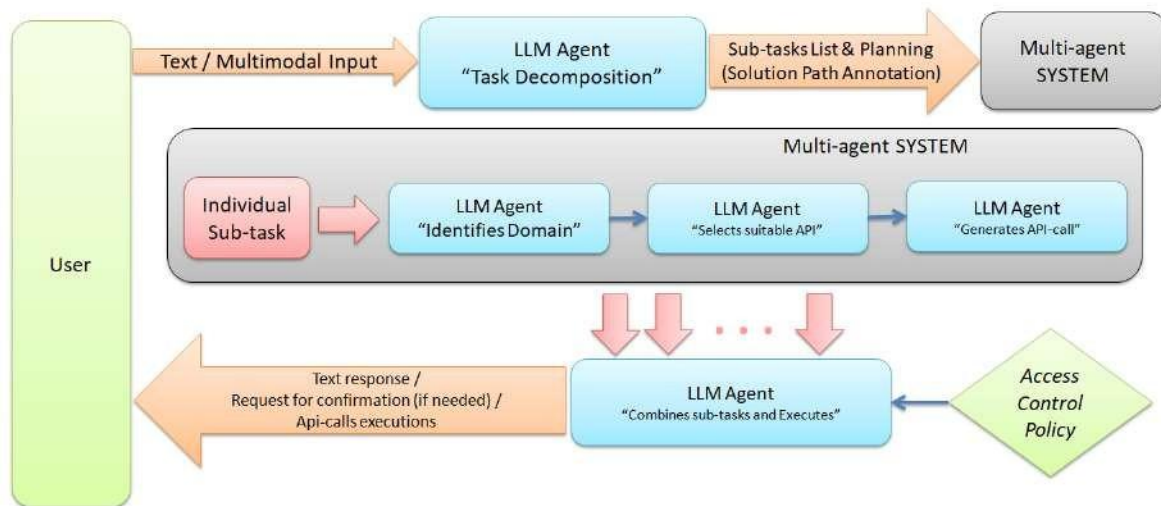 User
Text / Multimodal Input
LLM Agent
“Task Decomposition”
Sub-tasks List & Planning
(Solution Path Annotation)
Multi-agent
SYSTEM
Multi-agent SYSTEM
Individual
Sub-task
LLM Agent
“Identifies Domain”
LLM Agent
“Selects suitable API”
LLM Agent
“Generates API-call”
Text response /
Request for confirmation (if needed) /
Api-calls executions
LLM Agent
“Combines sub-tasks and Executes”
Access
Control
Policy